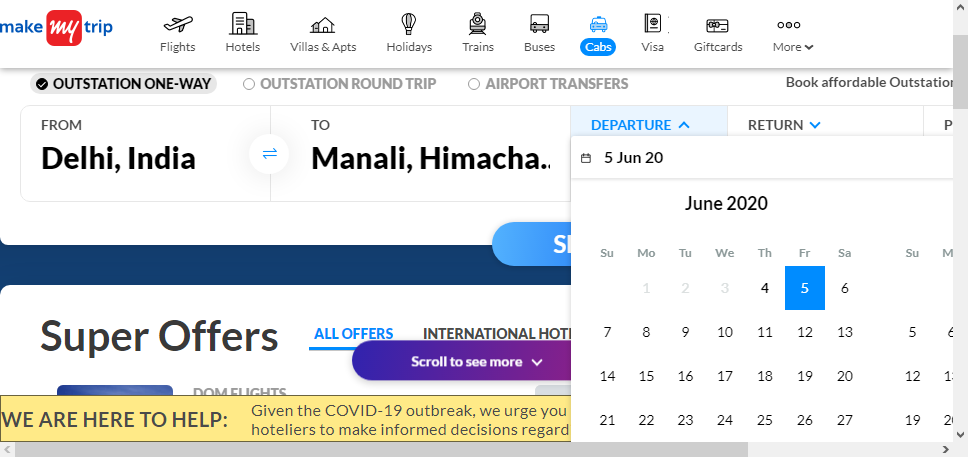 make my trip
Flights Hotels Villas & Apts Holidays Trains Buses Cabs Visa Giftcards More
OUTSTATION ONE-WAY OUTSTATION ROUND TRIP AIRPORT TRANSFERS Book affordable Outstation
FROM TO DEPARTURE RETURN P
Delhi, India Manali, Himacha..
5 Jun 20
June 2020
Su Mo Tu We Th Fr Sa Su M
1 2 3 4 5 6
7 8 9 10 11 12 13 5
14 15 16 17 18 19 20 12
21 22 23 24 25 26 27 19
Super Offers ALL OFFERS INTERNATIONAL HOT
Scroll to see more
DOM FLIGHTS
WE ARE HERE TO HELP: Given the COVID-19 outbreak, we urge you
hoteliers to make informed decisions regard